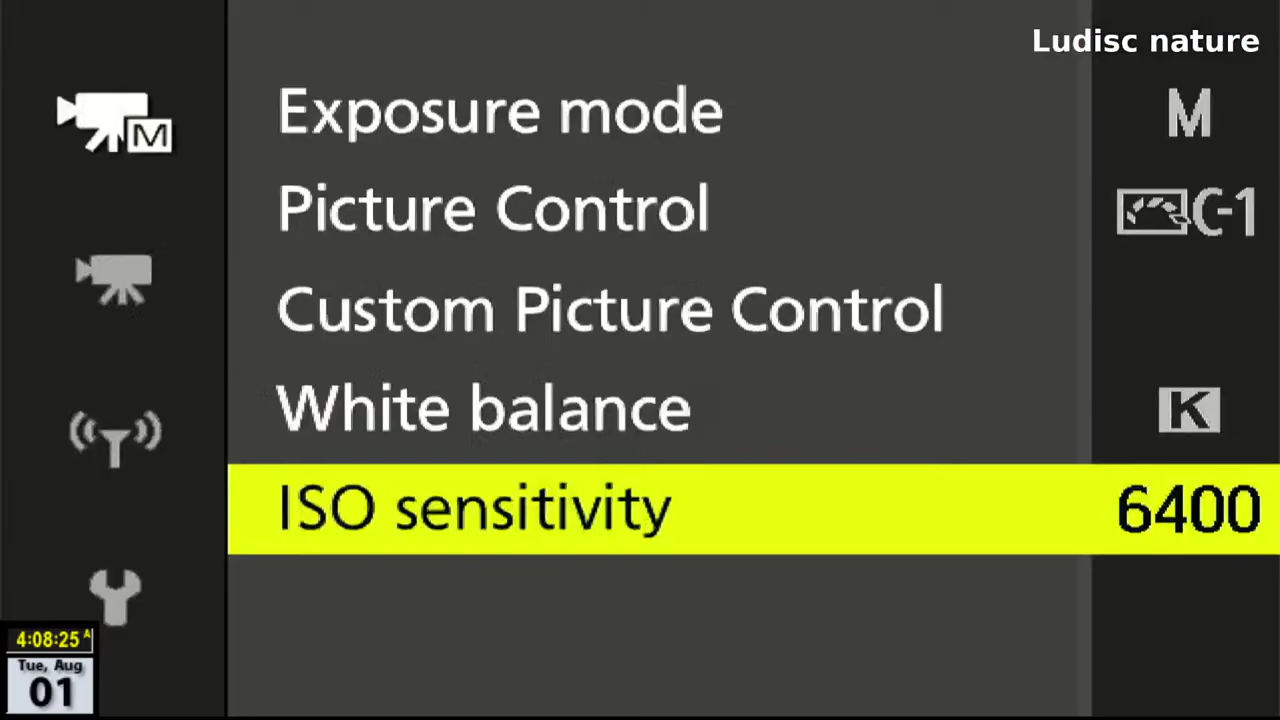 Ludisc nature
Exposure mode M
Picture Control C-1
Custom Picture Control
White balance K
ISO sensitivity 6400
M
4:08:25 A
Tue, Aug
01